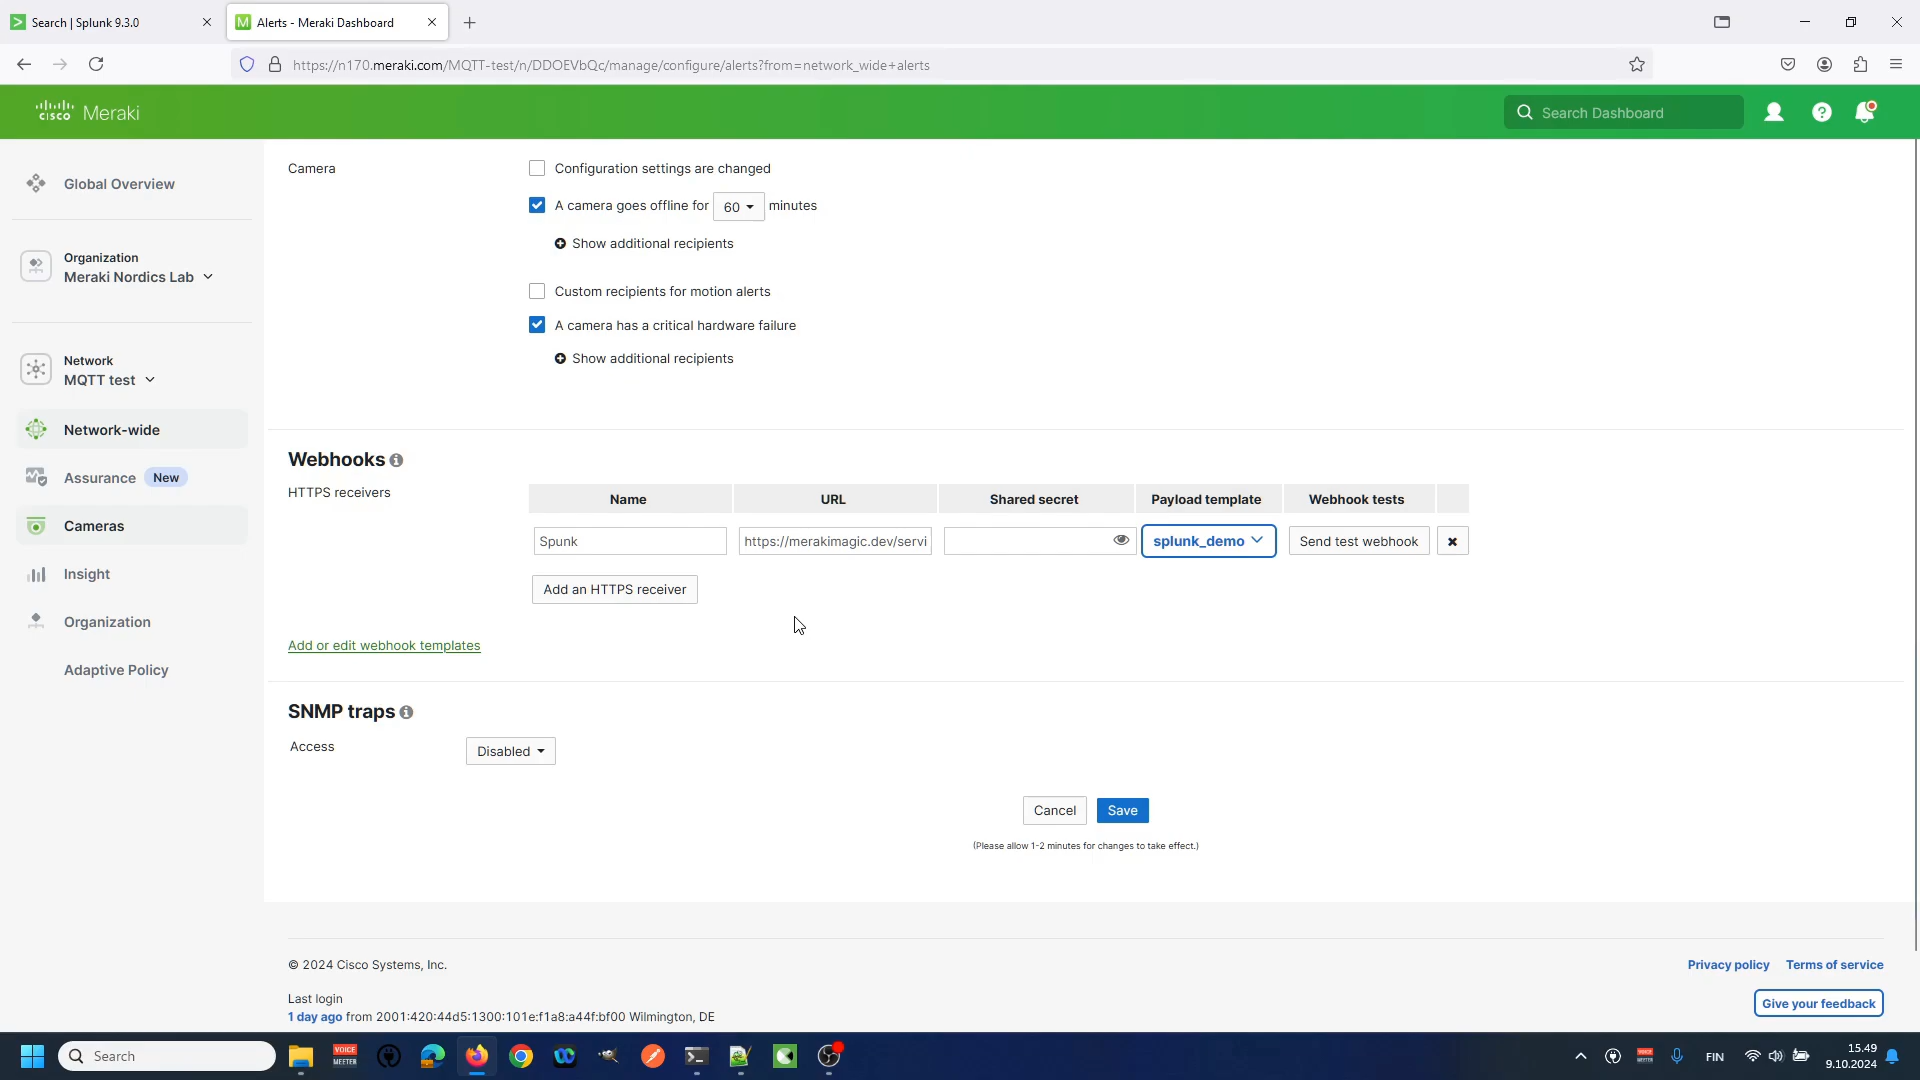 Search | Splunk 9.3.0
Alerts - Meraki Dashboard
https://n170.meraki.com/MQTT-test/n/DDOEVbQc/manage/configure/alerts?from=network_wide+alerts
cisco Meraki
Search Dashboard
Global Overview
Organization
Meraki Nordics Lab
Network
MQTT test
Network-wide
Assurance New
Cameras
Insight
Organization
Adaptive Policy
Camera
Configuration settings are changed
A camera goes offline for 60 minutes
Show additional recipients
Custom recipients for motion alerts
A camera has a critical hardware failure
Show additional recipients
Webhooks
HTTPS receivers
Name URL Shared secret Payload template Webhook tests
Spunk https://merakimagic.dev/servi splunk_demo Send test webhook
Add an HTTPS receiver
Add or edit webhook templates
SNMP traps
Access Disabled
Cancel Save
(Please allow 1-2 minutes for changes to take effect.)
© 2024 Cisco Systems, Inc.
Privacy policy Terms of service
Last login
1 day ago from 2001:420:44d5:1300:101e:f1a8:a44f:bf00 Wilmington, DE
Give your feedback
Search
VOICE
MEETER
FIN
15.49
9.10.2024